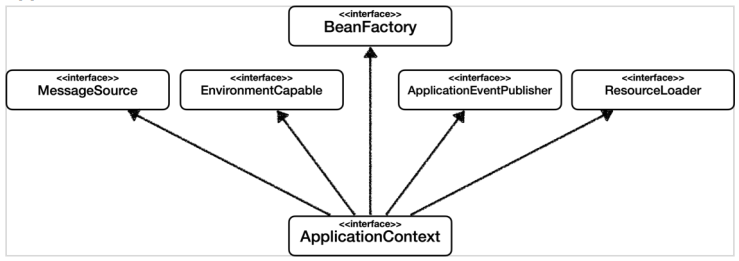 <<interface>>
BeanFactory
<<interface>>
MessageSource
<<interface>>
EnvironmentCapable
<<interface>>
ApplicationEventPublisher
<<interface>>
ResourceLoader
<<interface>>
ApplicationContext